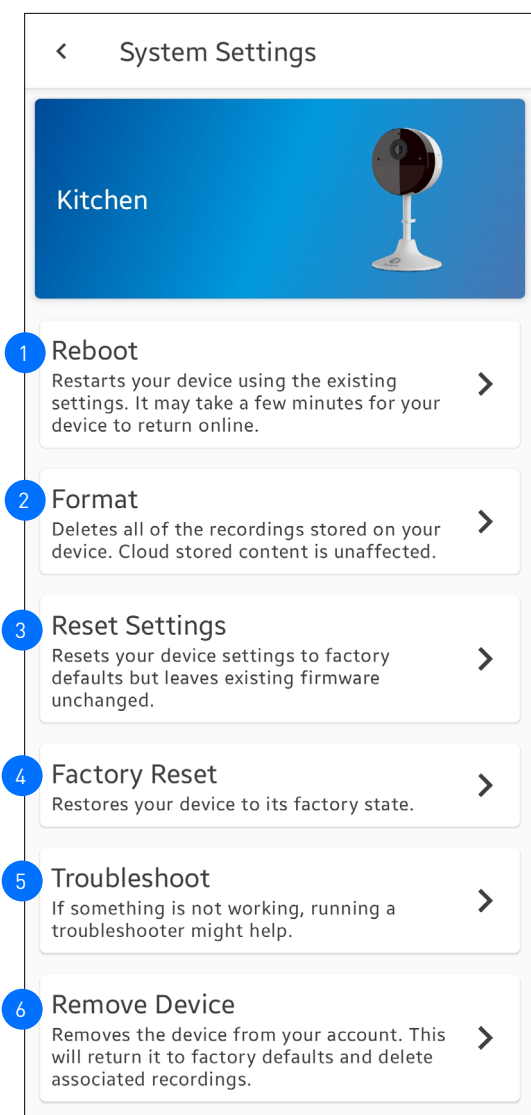 System Settings
Kitchen
1
Reboot
Restarts your device using the existing
settings. It may take a few minutes for your
device to return online.
2
Format
Deletes all of the recordings stored on your
device. Cloud stored content is unaffected.
3
Reset Settings
Resets your device settings to factory
defaults but leaves existing firmware
unchanged.
4
Factory Reset
Restores your device to its factory state.
5
Troubleshoot
If something is not working, running a
troubleshooter might help.
6
Remove Device
Removes the device from your account. This
will return it to factory defaults and delete
associated recordings.